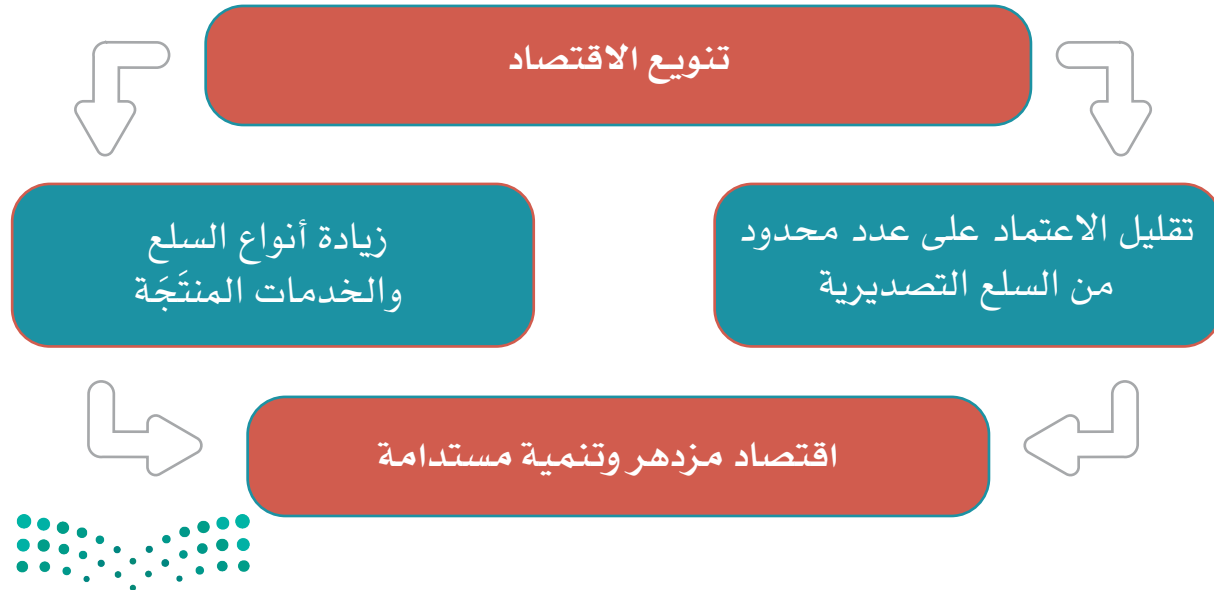 تنويع الاقتصاد
تقليل الاعتماد على عدد محدود
من السلع التصديرية
زيادة أنواع السلع
والخدمات المنتَجَة
اقتصاد مزدهر وتنمية مستدامة